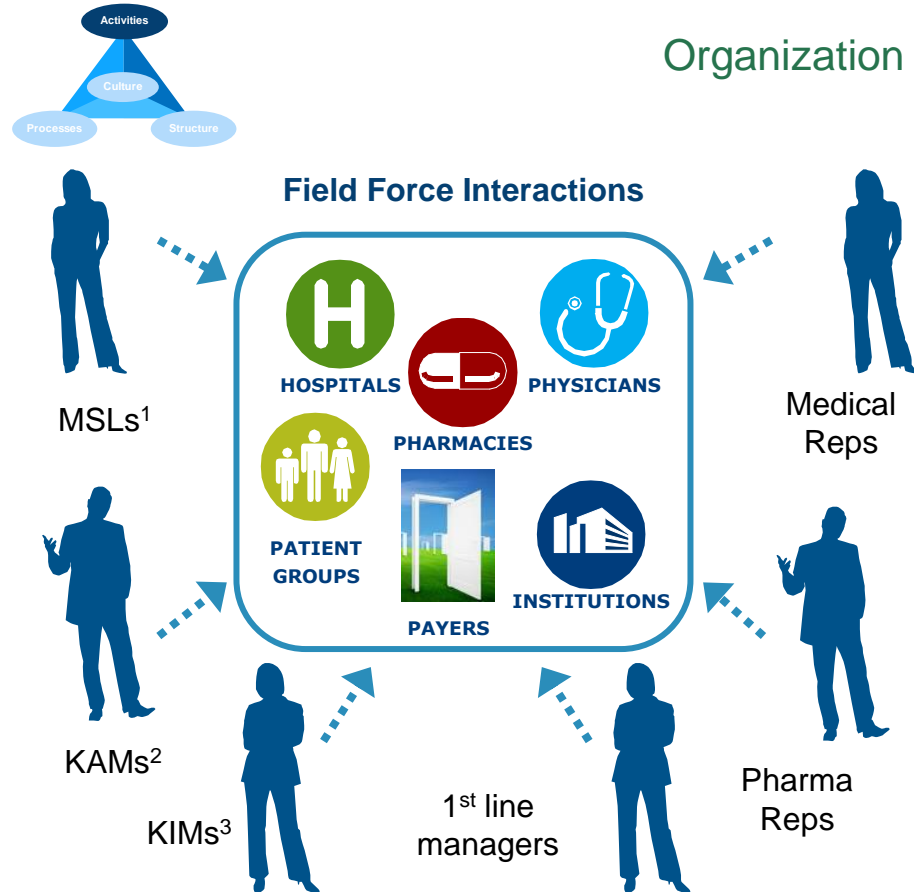 Activities
Organization
Culture
Processes
Structure
Field Force Interactions
HOSPITALS
PHYSICIANS
PHARMACIES
MSLs¹
Medical
Reps
PATIENT
GROUPS
INSTITUTIONS
PAYERS
KAMs²
Pharma
Reps
KIMs³
1st line
managers